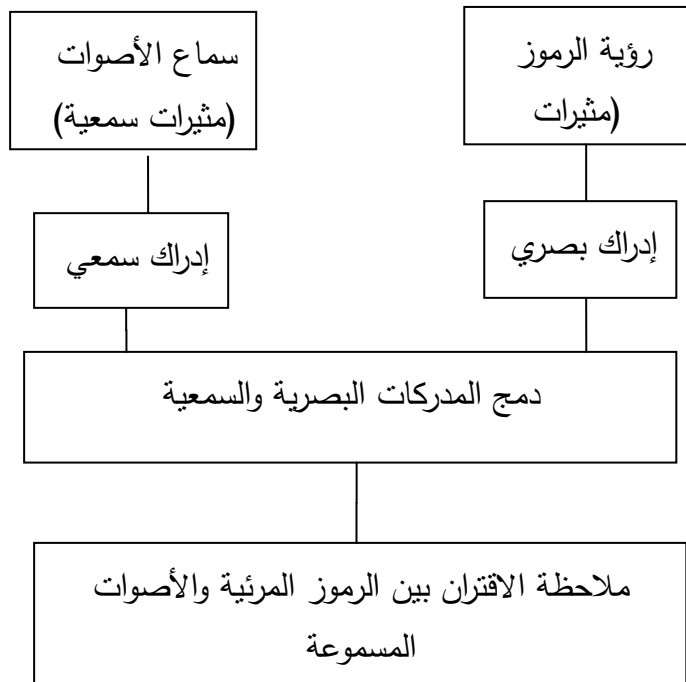 رؤية الرموز
(مثيرات
سماع الأصوات
(مثيرات سمعية)
إدراك بصري
إدراك سمعي
دمج المدركات البصرية والسمعية
ملاحظة الاقتران بين الرموز المرئية والأصوات
المسموعة